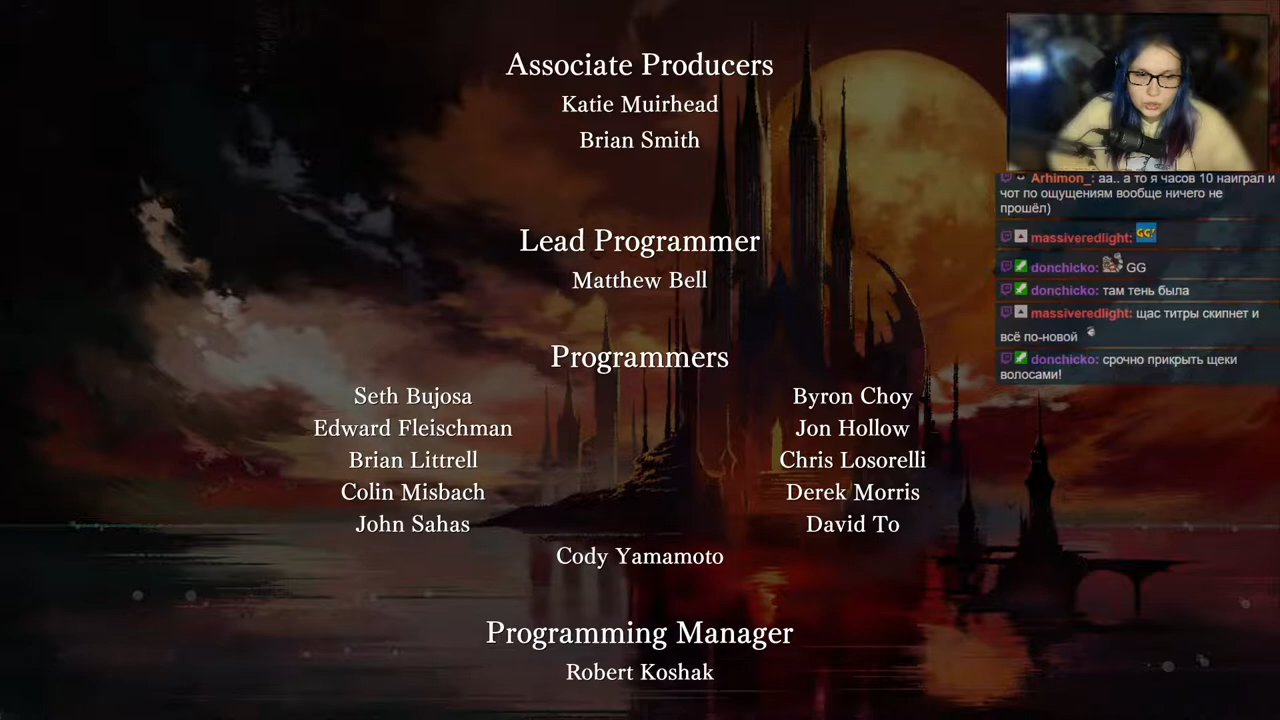 Associate Producers
Katie Muirhead
Brian Smith
Lead Programmer
Matthew Bell
Programmers
Seth Bujosa
Byron Choy
Edward Fleischman
Jon Hollow
Brian Littrell
Chris Losorelli
Colin Misbach
Derek Morris
John Sahas
David To
Cody Yamamoto
Programming Manager
Robert Koshak
Arhimon_: аа.. а то я часов 10 наиграл и
чот по ощущениям вообще ничего не
прошёл)
massiveredlight: GG!
donchicko: GG
donchicko: там тень была
massiveredlight: щас титры скипнет и
всё по-новой
donchicko: срочно прикрыть щеки
волосами!